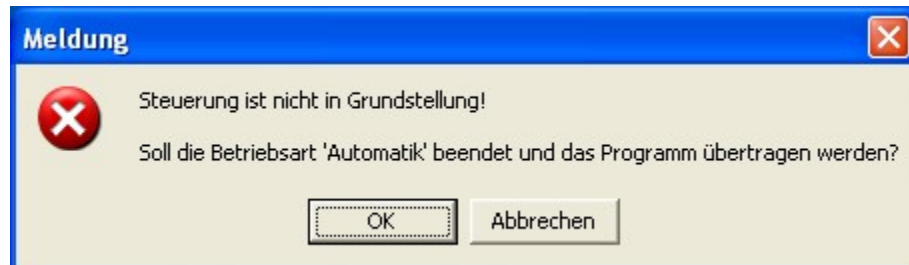 Meldung
Steuerung ist nicht in Grundstellung!
Soll die Betriebsart 'Automatik' beendet und das Programm übertragen werden?
OK Abbrechen